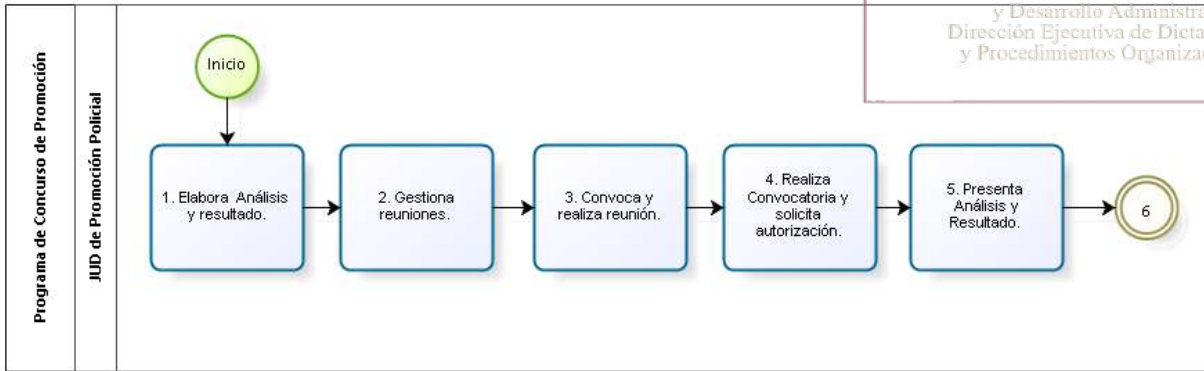 y Desarrollo Administra
Dirección Ejecutiva de Dicta
y Procedimientos Organiza
Programa de Concurso de Promoción
JUD de Promoción Policial
Inicio
1. Elabora Análisis
y resultado.
2. Gestiona
reuniones.
3. Convoca y
realiza reunión.
4. Realiza
Convocatoria y
solicita
autorización.
5. Presenta
Análisis y
Resultado.
6